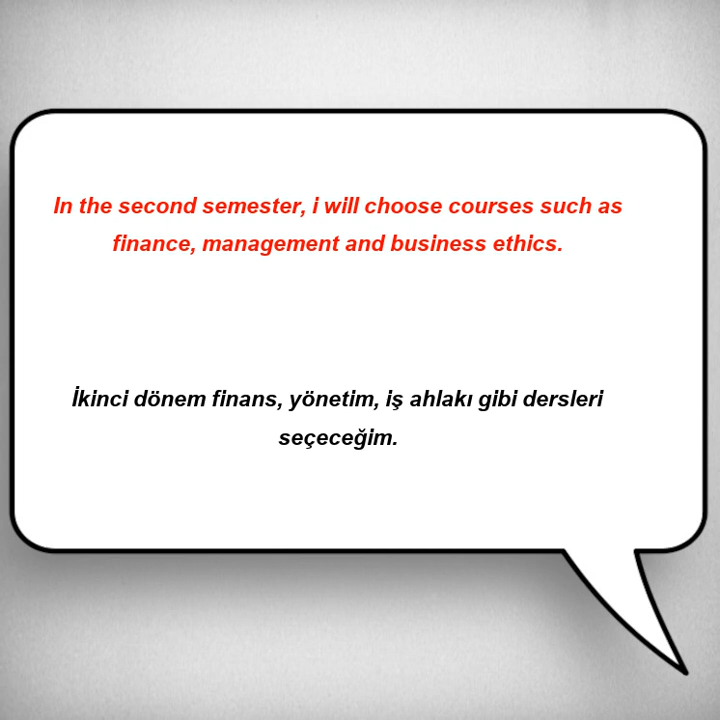 In the second semester, i will choose courses such as
finance, management and business ethics.
İkinci dönem finans, yönetim, iş ahlakı gibi dersleri
seçeceğim.